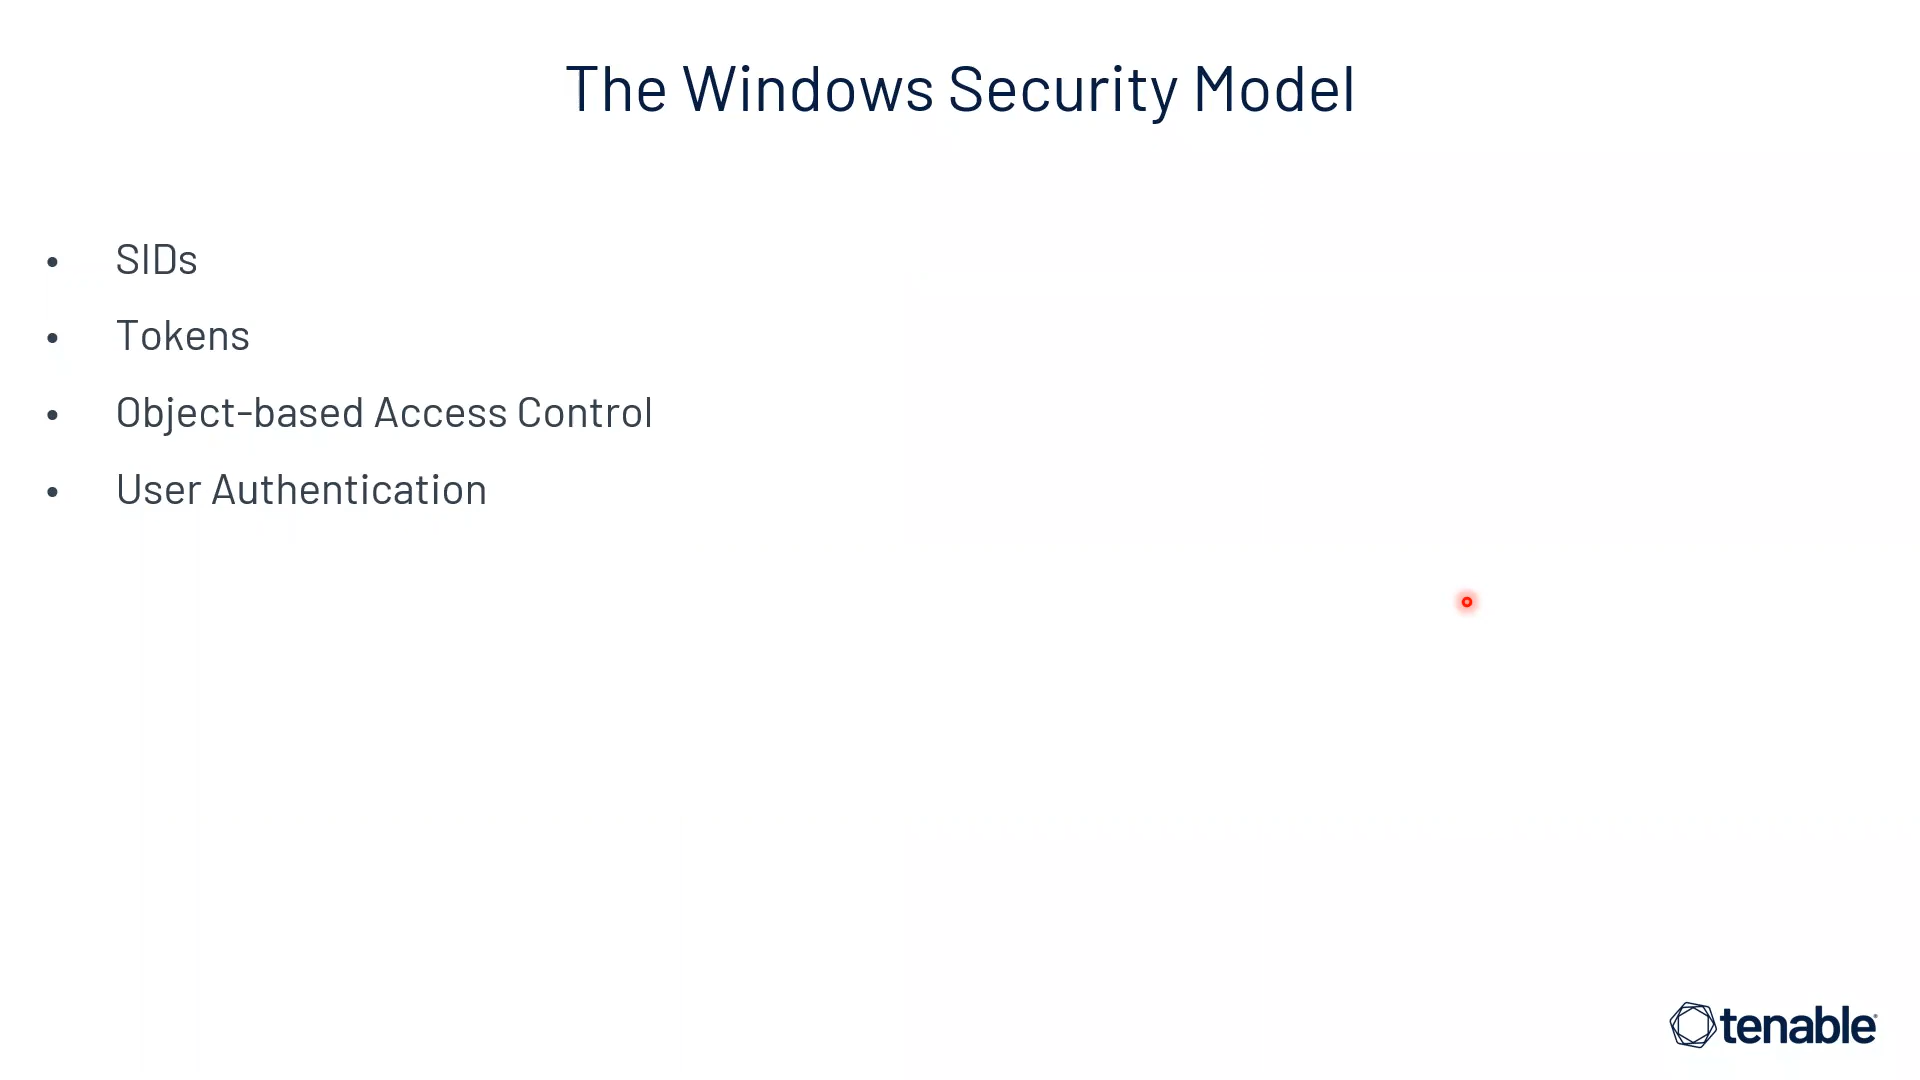 The Windows Security Model
• SIDs
• Tokens
• Object-based Access Control
• User Authentication
tenable